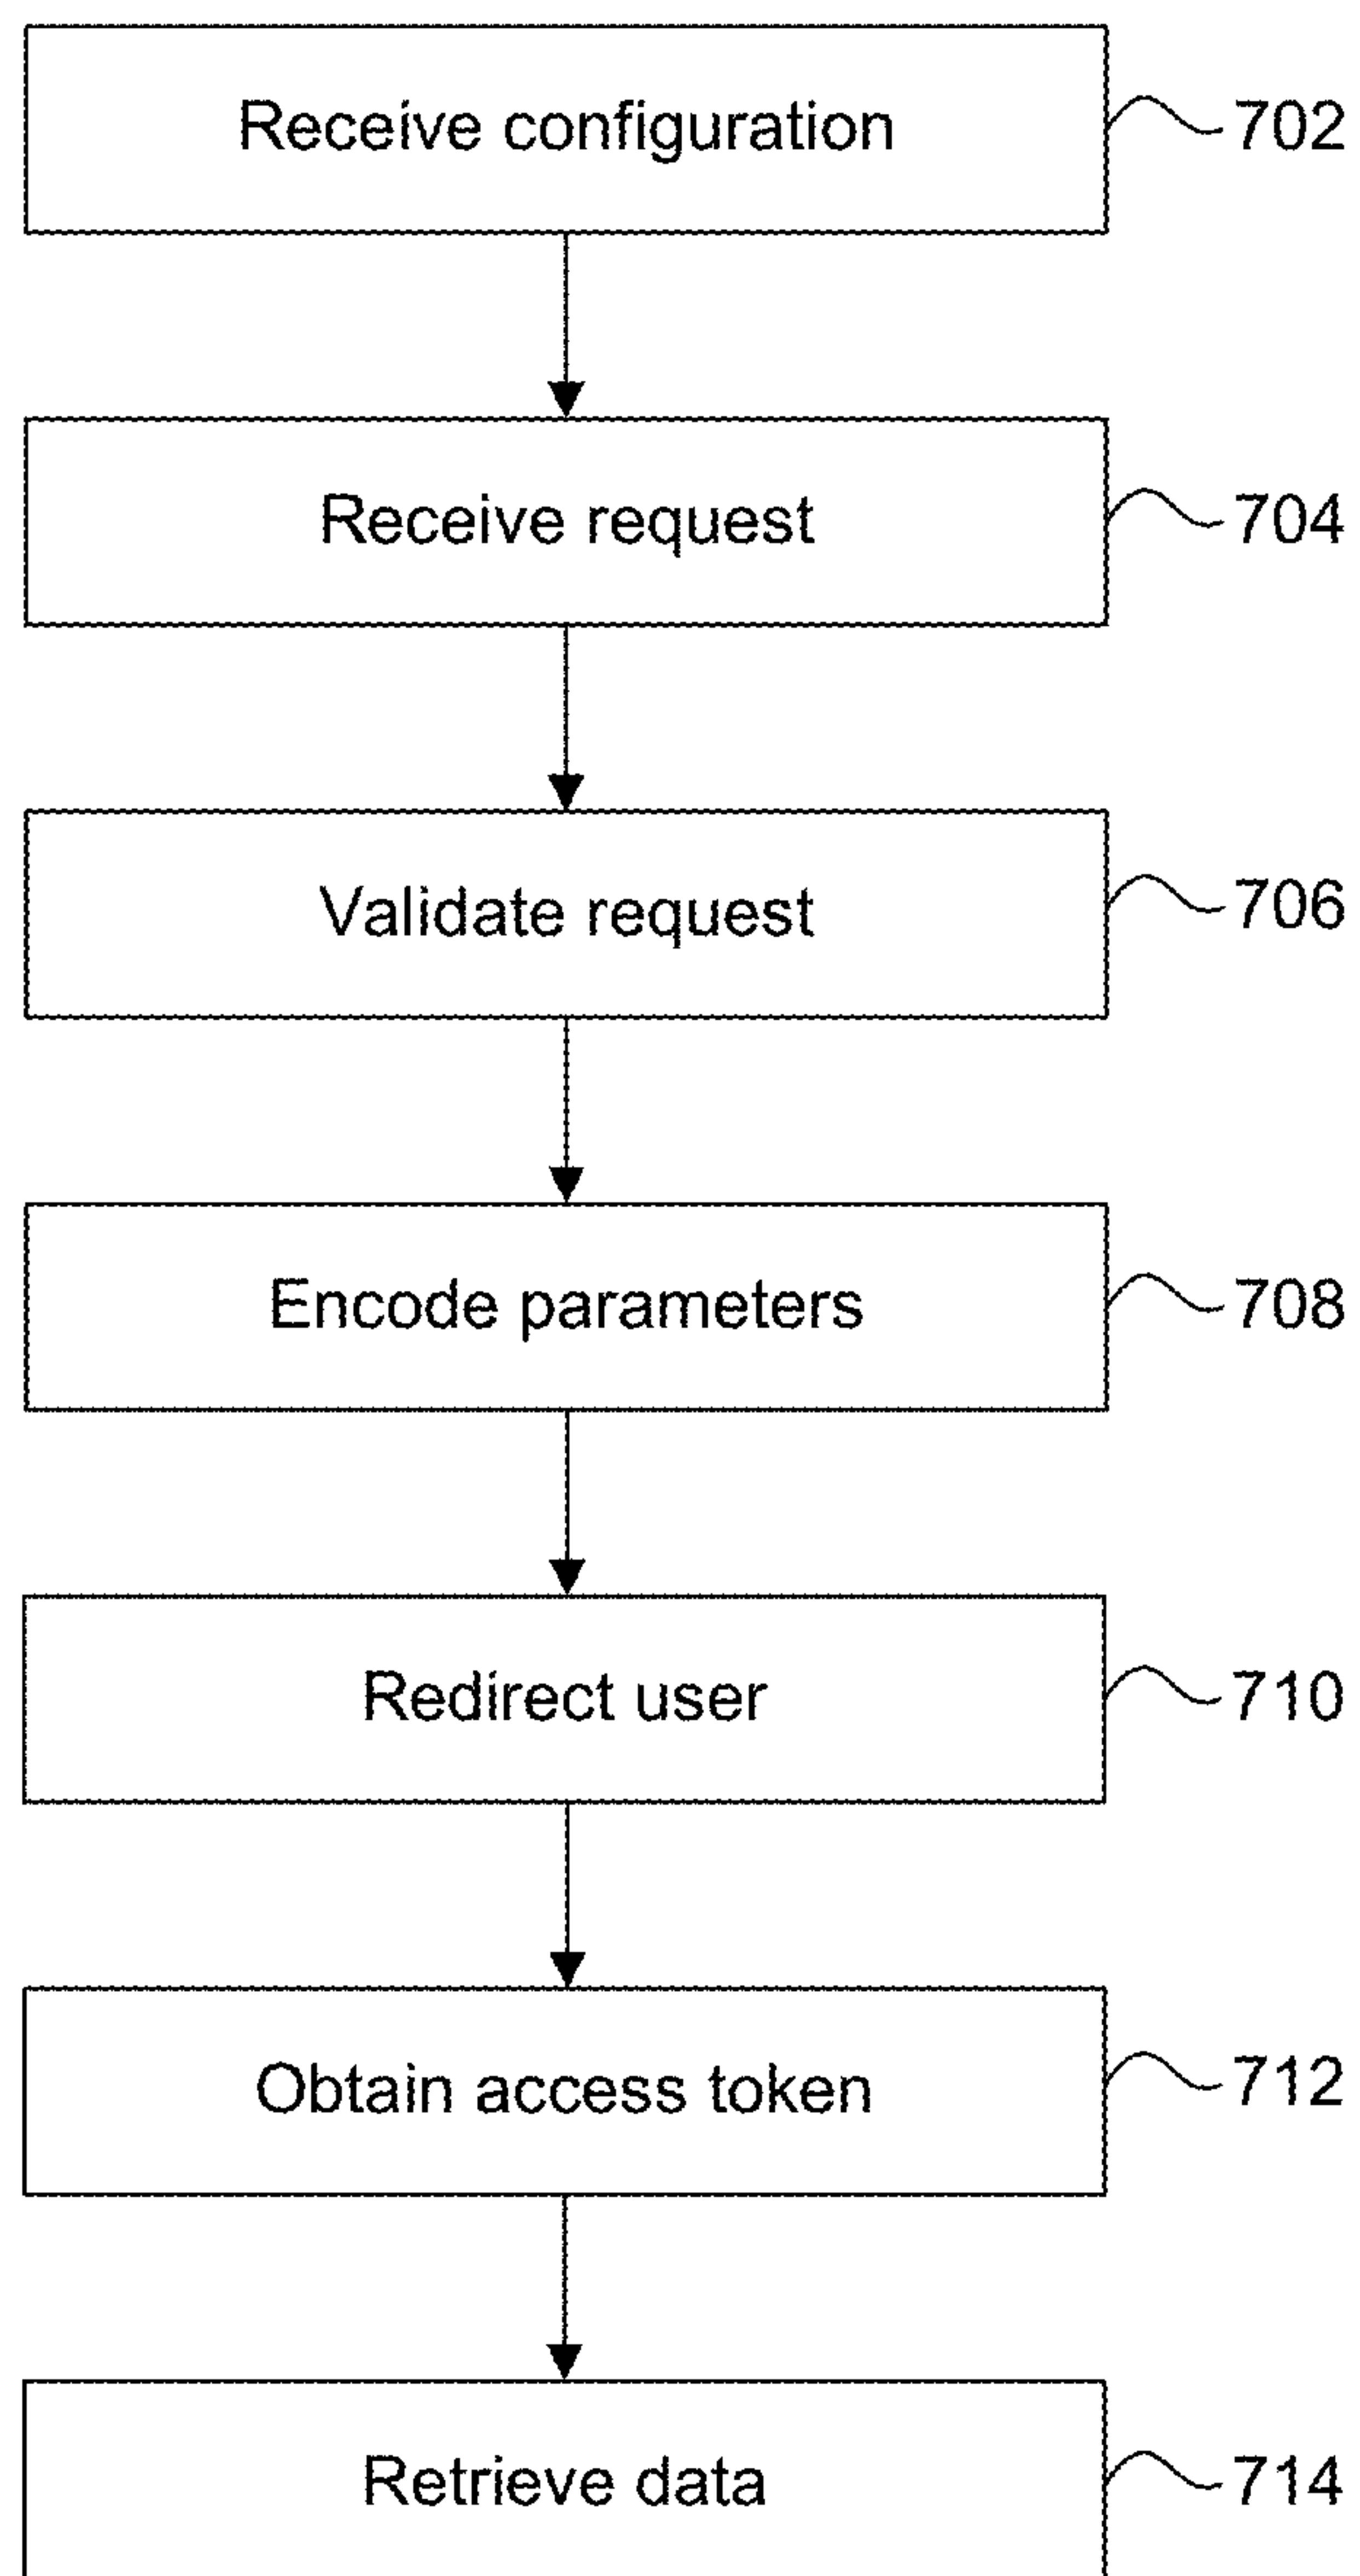 Receive configuration 702
Receive request 704
Validate request 706
Encode parameters 708
Redirect user 710
Obtain access token 712
Retrieve data 714